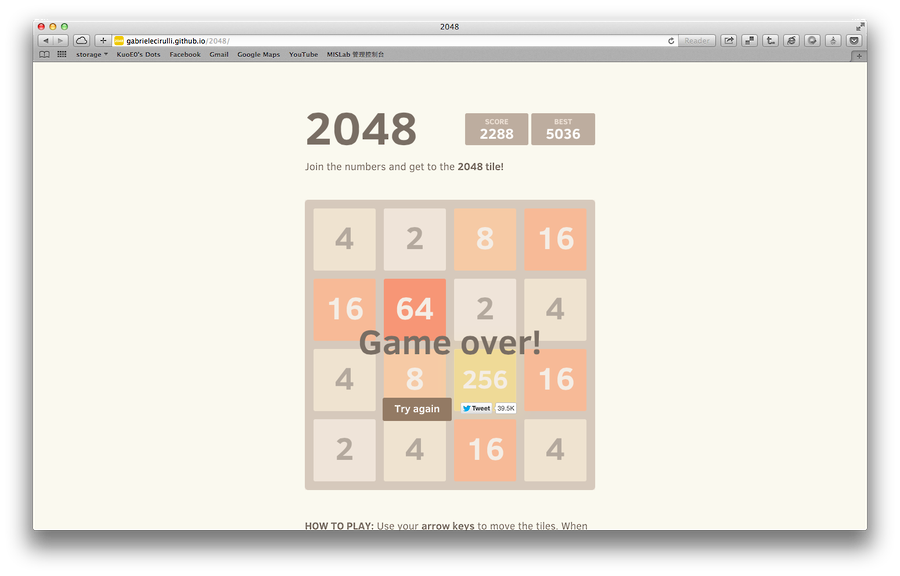 2048
gabrielecirulli.github.io/2048/
Reader
storage
KuoE0's Dots
Facebook
Gmail
Google Maps
YouTube
MISLab 管理控制台
2048
SCORE
2288
BEST
5036
Join the numbers and get to the 2048 tile!
4 2 8 16
16 64 2 4
Game over!
4 8 256 16
Try again
Tweet
39.5K
2 4 16 4
HOW TO PLAY: Use your arrow keys to move the tiles. When